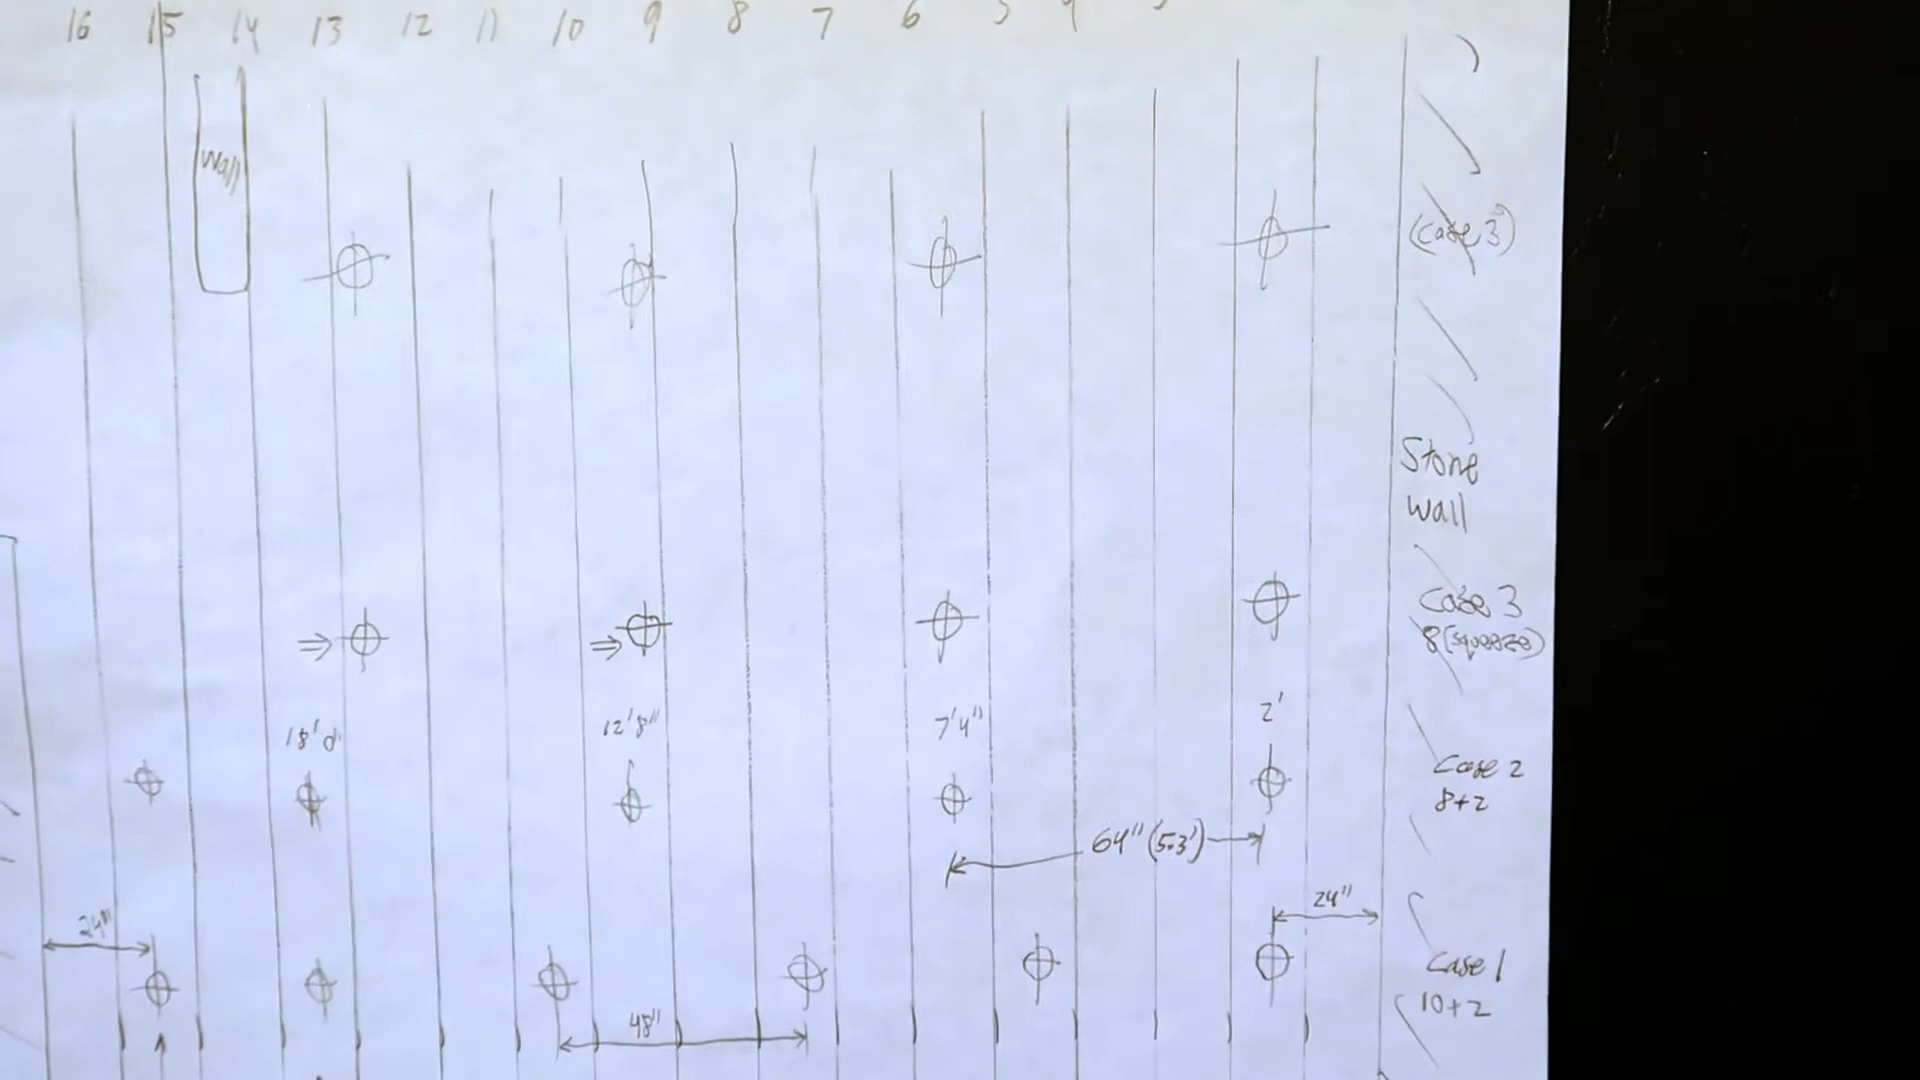 16 15 14 13 12 11 10 9 8 7 6 5 4
Wall
(Case 3)
Stone
wall
Case 3
8 (squeeze)
18'0" 12'8" 7'4" 2'
Case 2
8+2
64" (5.3')
24"
24"
Case 1
10+2
48"